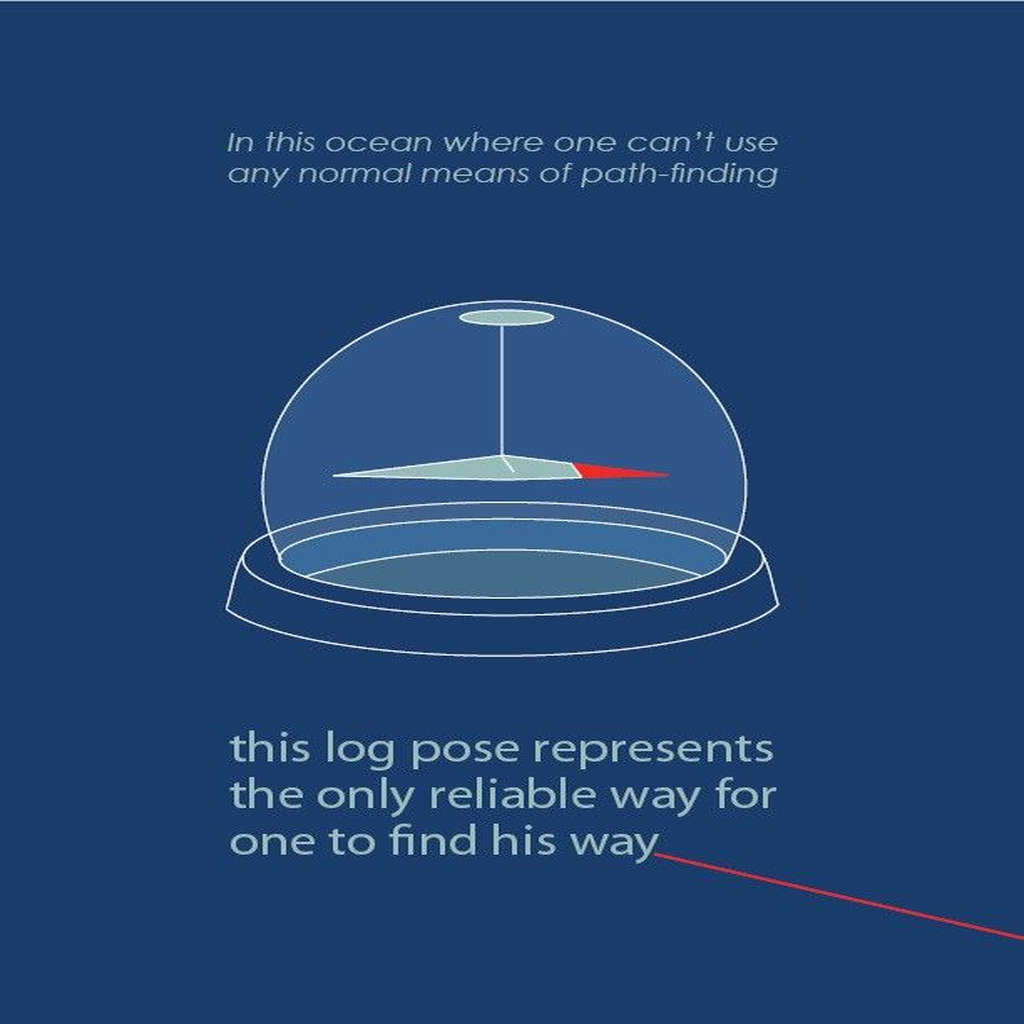 In this ocean where one can't use
any normal means of path-finding
this log pose represents
the only reliable way for
one to find his way